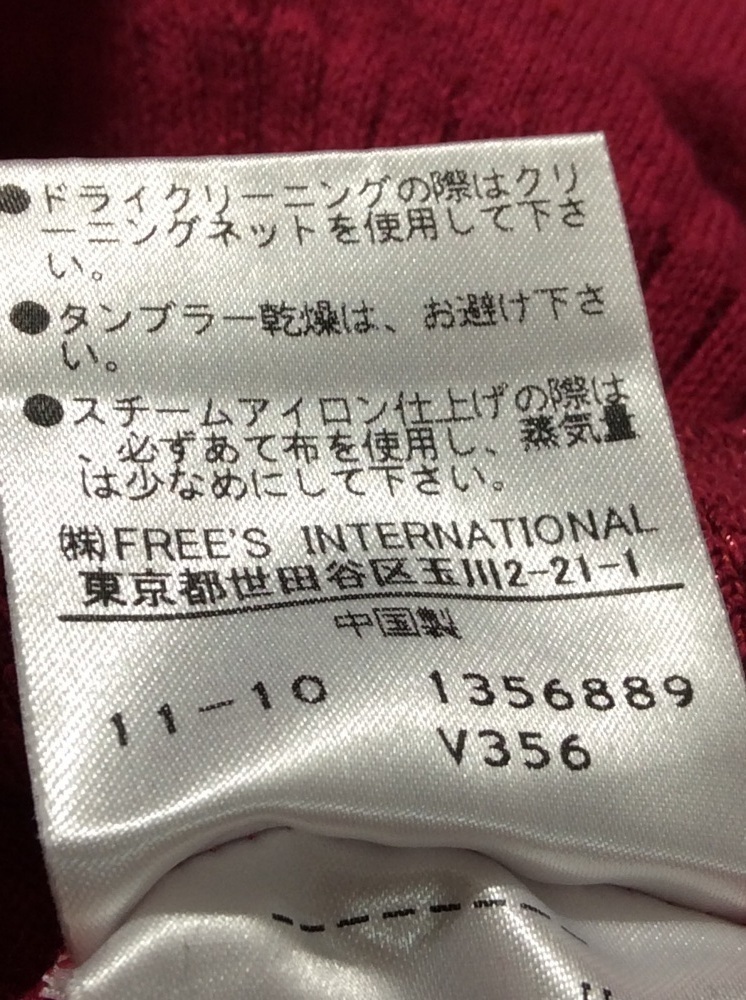 ●ドライクリーニングの際はクリ
ーニングネットを使用して下さ
い。
●タンブラー乾燥は、お避け下さ
い。
●スチームアイロン仕上げの際は
、必ずあて布を使用し、蒸気量
は少なめにして下さい。
㈱FREE'S INTERNATIONAL
東京都世田谷区玉川2-21-1
中国製
11-10 1356889
V356